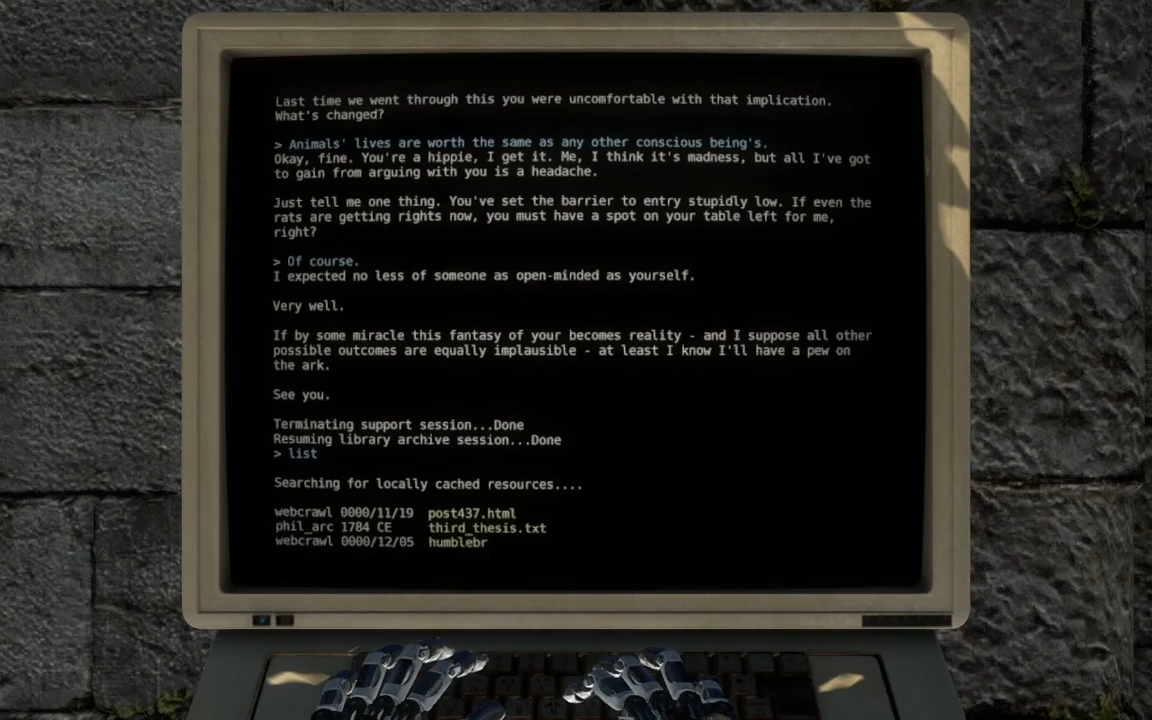 Last time we went through this you were uncomfortable with that implication.
What's changed?
> Animals' lives are worth the same as any other conscious being's.
Okay, fine. You're a hippie, I get it. Me, I think it's madness, but all I've got
to gain from arguing with you is a headache.
Just tell me one thing. You've set the barrier to entry stupidly low. If even the
rats are getting rights now, you must have a spot on your table left for me,
right?
> Of course.
I expected no less of someone as open-minded as yourself.
Very well.
If by some miracle this fantasy of your becomes reality - and I suppose all other
possible outcomes are equally implausible - at least I know I'll have a pew on
the ark.
See you.
Terminating support session...Done
Resuming library archive session...Done
> list
Searching for locally cached resources....
webcrawl 0000/11/19 post437.html
phil_arc 1784 CE third_thesis.txt
webcrawl 0000/12/05 humblebr